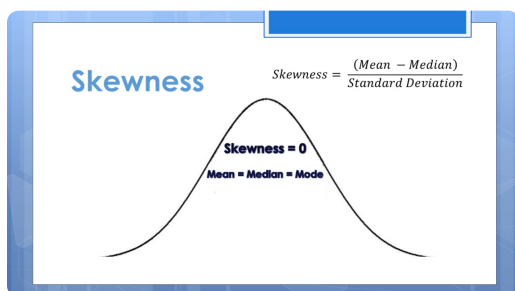 Skewness
Skewness = (Mean − Median) / Standard Deviation
Skewness = 0
Mean = Median = Mode